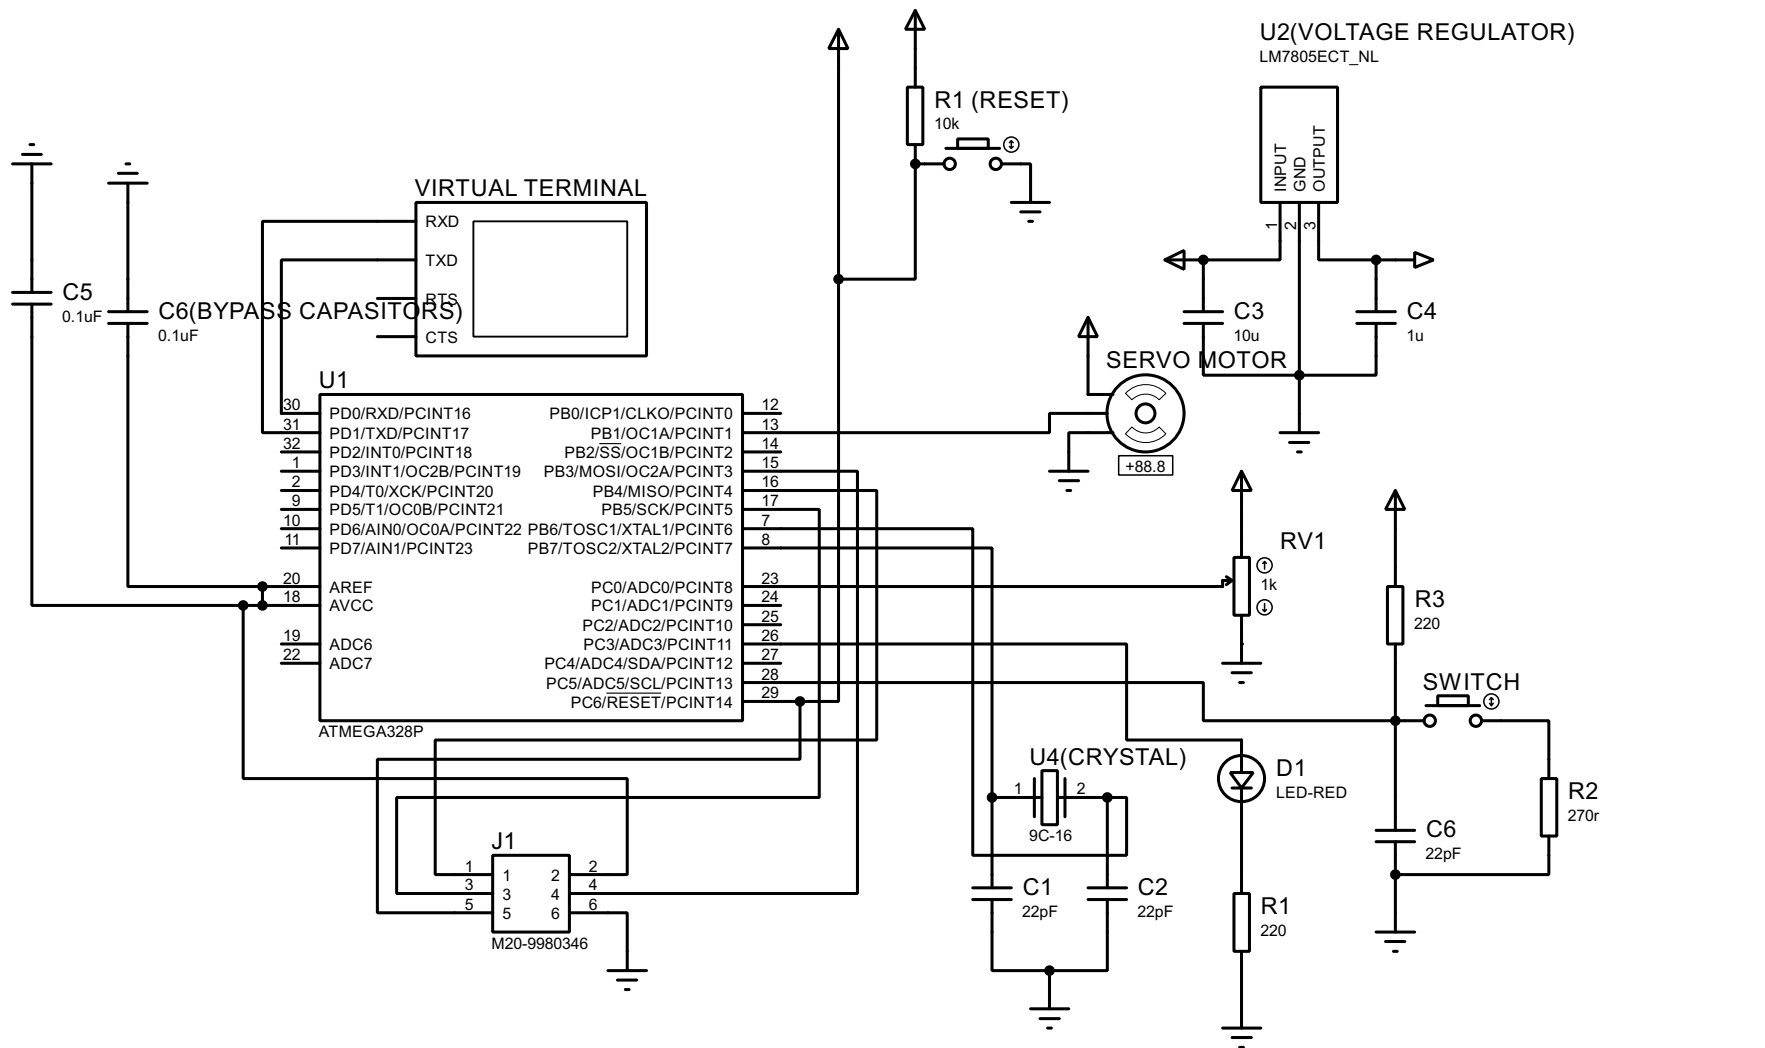 U2(VOLTAGE REGULATOR)
LM7805ECT_NL
INPUT
GND
OUTPUT
1
2
3
C3
10u
C4
1u
R1 (RESET)
10k
VIRTUAL TERMINAL
RXD
TXD
RTS
CTS
C5
0.1uF
C6(BYPASS CAPASITORS)
0.1uF
SERVO MOTOR
+88.8
U1
30 PD0/RXD/PCINT16
31 PD1/TXD/PCINT17
32 PD2/INT0/PCINT18
1 PD3/INT1/OC2B/PCINT19
2 PD4/T0/XCK/PCINT20
9 PD5/T1/OC0B/PCINT21
10 PD6/AIN0/OC0A/PCINT22
11 PD7/AIN1/PCINT23
20 AREF
18 AVCC
19 ADC6
22 ADC7
PB0/ICP1/CLKO/PCINT0 12
PB1/OC1A/PCINT1 13
PB2/SS/OC1B/PCINT2 14
PB3/MOSI/OC2A/PCINT3 15
PB4/MISO/PCINT4 16
PB5/SCK/PCINT5 17
PB6/TOSC1/XTAL1/PCINT6 7
PB7/TOSC2/XTAL2/PCINT7 8
PC0/ADC0/PCINT8 23
PC1/ADC1/PCINT9 24
PC2/ADC2/PCINT10 25
PC3/ADC3/PCINT11 26
PC4/ADC4/SDA/PCINT12 27
PC5/ADC5/SCL/PCINT13 28
PC6/RESET/PCINT14 29
ATMEGA328P
RV1
1k
R3
220
SWITCH
R2
270r
C6
22pF
U4(CRYSTAL)
1 2
9C-16
D1
LED-RED
C1
22pF
C2
22pF
R1
220
J1
1 1 2 2
3 3 4 4
5 5 6 6
M20-9980346